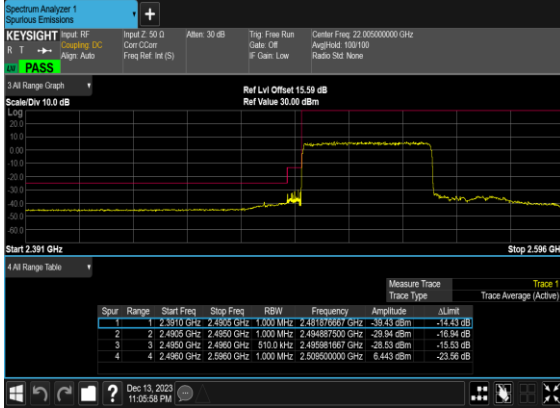 Spectrum Analyzer 1
Spurious Emissions
+
KEYSIGHT Input: RF Input Z: 50 Ω Atten: 30 dB Trig: Free Run Center Freq: 22.005000000 GHz
R T Coupling: DC Corr CCorr Gate: Off Avg|Hold: 100/100
Align: Auto Freq Ref: Int (S) IF Gain: Low Radio Std: None
LXI PASS
3 All Range Graph
Ref Lvl Offset 15.59 dB
Scale/Div 10.0 dB Ref Value 30.00 dBm
Log
20.0
10.0
0.00
-10.0
-20.0
-30.0
-40.0
-50.0
-60.0
Start 2.391 GHz Stop 2.596 GH
4 All Range Table
Measure Trace Trace 1
Trace Type Trace Average (Active)
Spur Range Start Freq Stop Freq RBW Frequency Amplitude ΔLimit
1 1 2.3910 GHz 2.4905 GHz 1.000 MHz 2.481876667 GHz -39.43 dBm -14.43 dB
2 2 2.4905 GHz 2.4950 GHz 1.000 MHz 2.494887500 GHz -29.94 dBm -16.94 dB
3 3 2.4950 GHz 2.4960 GHz 510.0 kHz 2.495981667 GHz -28.53 dBm -15.53 dB
4 4 2.4960 GHz 2.5960 GHz 1.000 MHz 2.509500000 GHz 6.443 dBm -23.56 dB
? Dec 13, 2023
11:05:58 PM